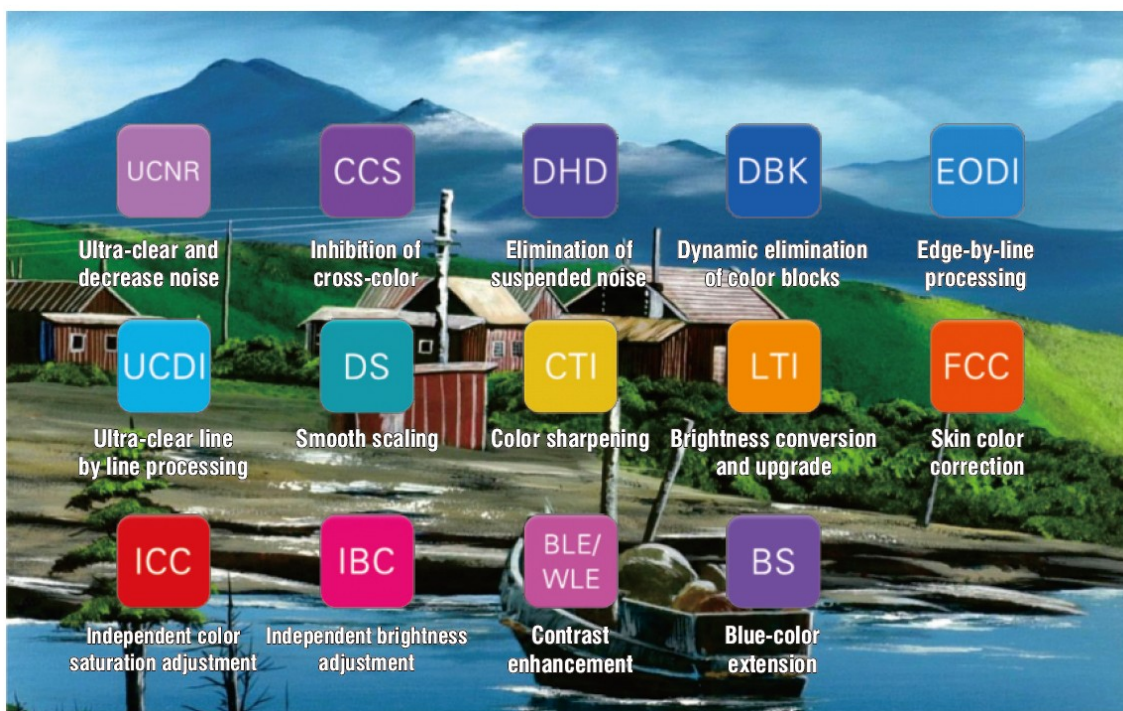 UCNR
CCS
DHD
DBK
EODI
Ultra-clear and
decrease noise
Inhibition of
cross-color
Elimination of
suspended noise
Dynamic elimination
of color blocks
Edge-by-line
processing
UCDI
DS
CTI
LTI
FCC
Ultra-clear line
by line processing
Smooth scaling
Color sharpening
Brightness conversion
and upgrade
Skin color
correction
ICC
IBC
BLE/
WLE
BS
Independent color
saturation adjustment
Independent brightness
adjustment
Contrast
enhancement
Blue-color
extension